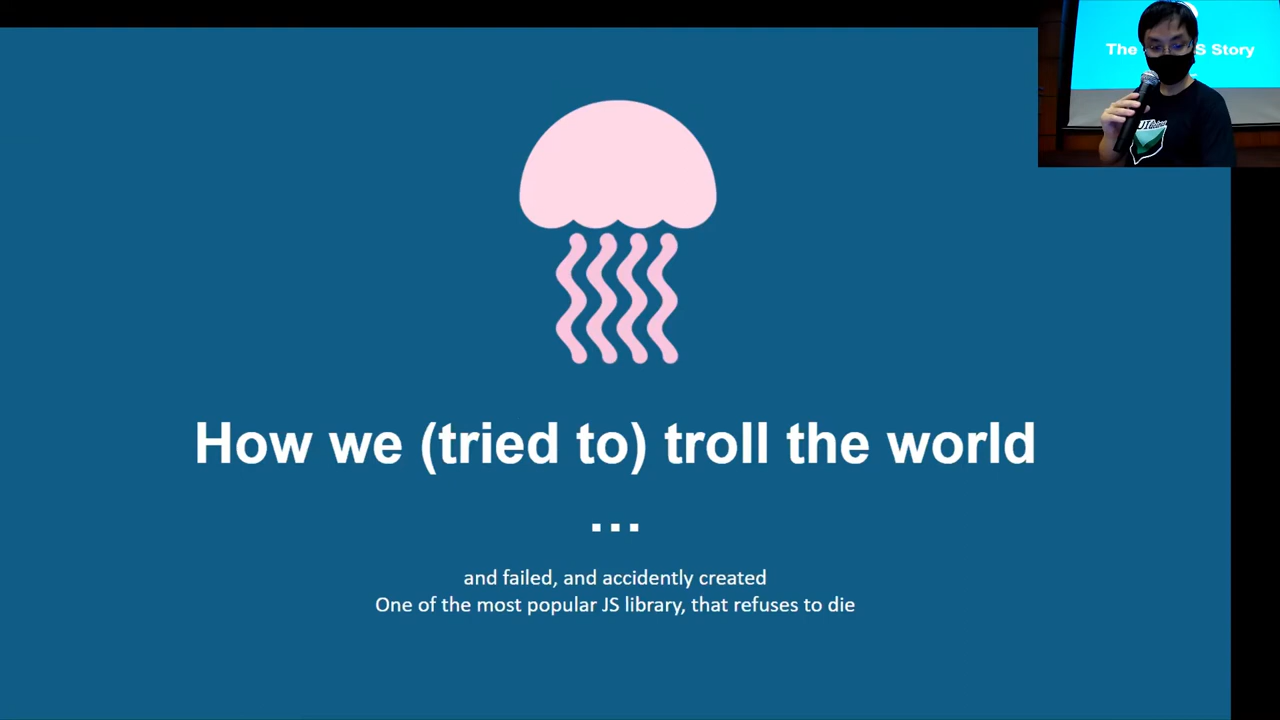 How we (tried to) troll the world
...
and failed, and accidently created
One of the most popular JS library, that refuses to die
The
S Story